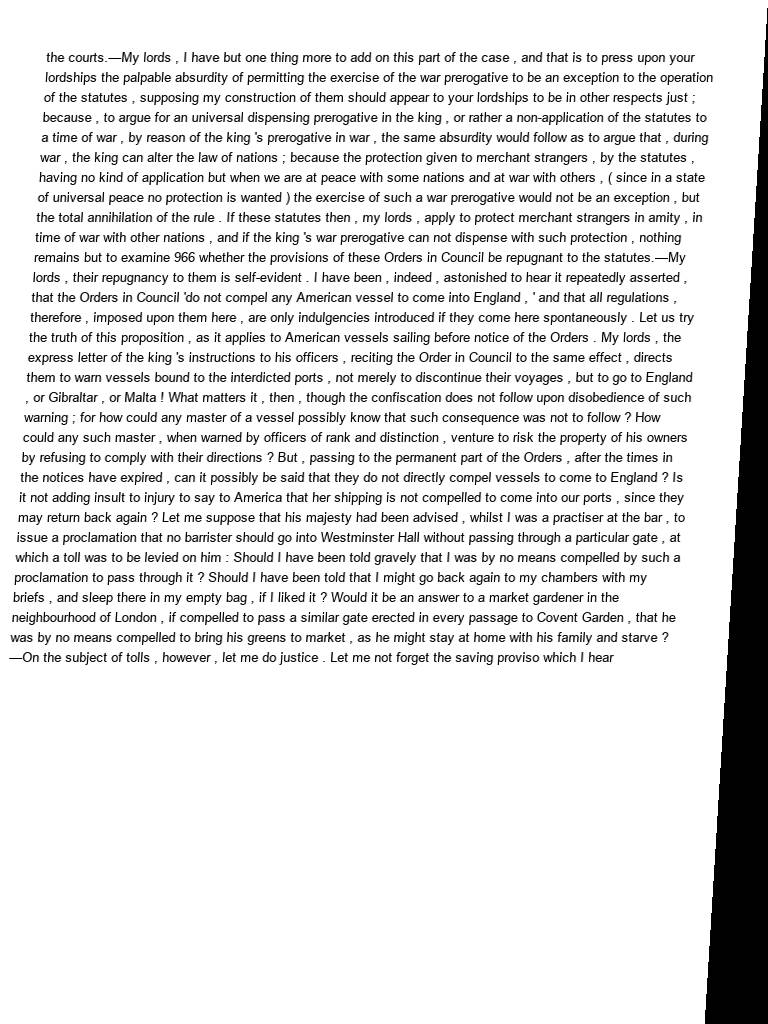 the courts.—My lords , I have but one thing more to add on this part of the case , and that is to press upon your
lordships the palpable absurdity of permitting the exercise of the war prerogative to be an exception to the operation
of the statutes , supposing my construction of them should appear to your lordships to be in other respects just ;
because , to argue for an universal dispensing prerogative in the king , or rather a non-application of the statutes to
a time of war , by reason of the king 's prerogative in war , the same absurdity would follow as to argue that , during
war , the king can alter the law of nations ; because the protection given to merchant strangers , by the statutes ,
having no kind of application but when we are at peace with some nations and at war with others , ( since in a state
of universal peace no protection is wanted ) the exercise of such a war prerogative would not be an exception , but
the total annihilation of the rule . If these statutes then , my lords , apply to protect merchant strangers in amity , in
time of war with other nations , and if the king 's war prerogative can not dispense with such protection , nothing
remains but to examine 966 whether the provisions of these Orders in Council be repugnant to the statutes.—My
lords , their repugnancy to them is self-evident . I have been , indeed , astonished to hear it repeatedly asserted ,
that the Orders in Council 'do not compel any American vessel to come into England , ' and that all regulations ,
therefore , imposed upon them here , are only indulgencies introduced if they come here spontaneously . Let us try
the truth of this proposition , as it applies to American vessels sailing before notice of the Orders . My lords , the
express letter of the king 's instructions to his officers , reciting the Order in Council to the same effect , directs
them to warn vessels bound to the interdicted ports , not merely to discontinue their voyages , but to go to England
, or Gibraltar , or Malta ! What matters it , then , though the confiscation does not follow upon disobedience of such
warning ; for how could any master of a vessel possibly know that such consequence was not to follow ? How
could any such master , when warned by officers of rank and distinction , venture to risk the property of his owners
by refusing to comply with their directions ? But , passing to the permanent part of the Orders , after the times in
the notices have expired , can it possibly be said that they do not directly compel vessels to come to England ? Is
it not adding insult to injury to say to America that her shipping is not compelled to come into our ports , since they
may return back again ? Let me suppose that his majesty had been advised , whilst I was a practiser at the bar , to
issue a proclamation that no barrister should go into Westminster Hall without passing through a particular gate , at
which a toll was to be levied on him : Should I have been told gravely that I was by no means compelled by such a
proclamation to pass through it ? Should I have been told that I might go back again to my chambers with my
briefs , and sleep there in my empty bag , if I liked it ? Would it be an answer to a market gardener in the
neighbourhood of London , if compelled to pass a similar gate erected in every passage to Covent Garden , that he
was by no means compelled to bring his greens to market , as he might stay at home with his family and starve ?
—On the subject of tolls , however , let me do justice . Let me not forget the saving proviso which I hear